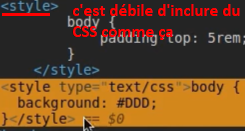 <style> c'est débile d'inclure du
body { CSS comme ça
padding-top: 5rem;
}
</style>
<style type="text/css">body {
background: #DDD;
}</style> == $0